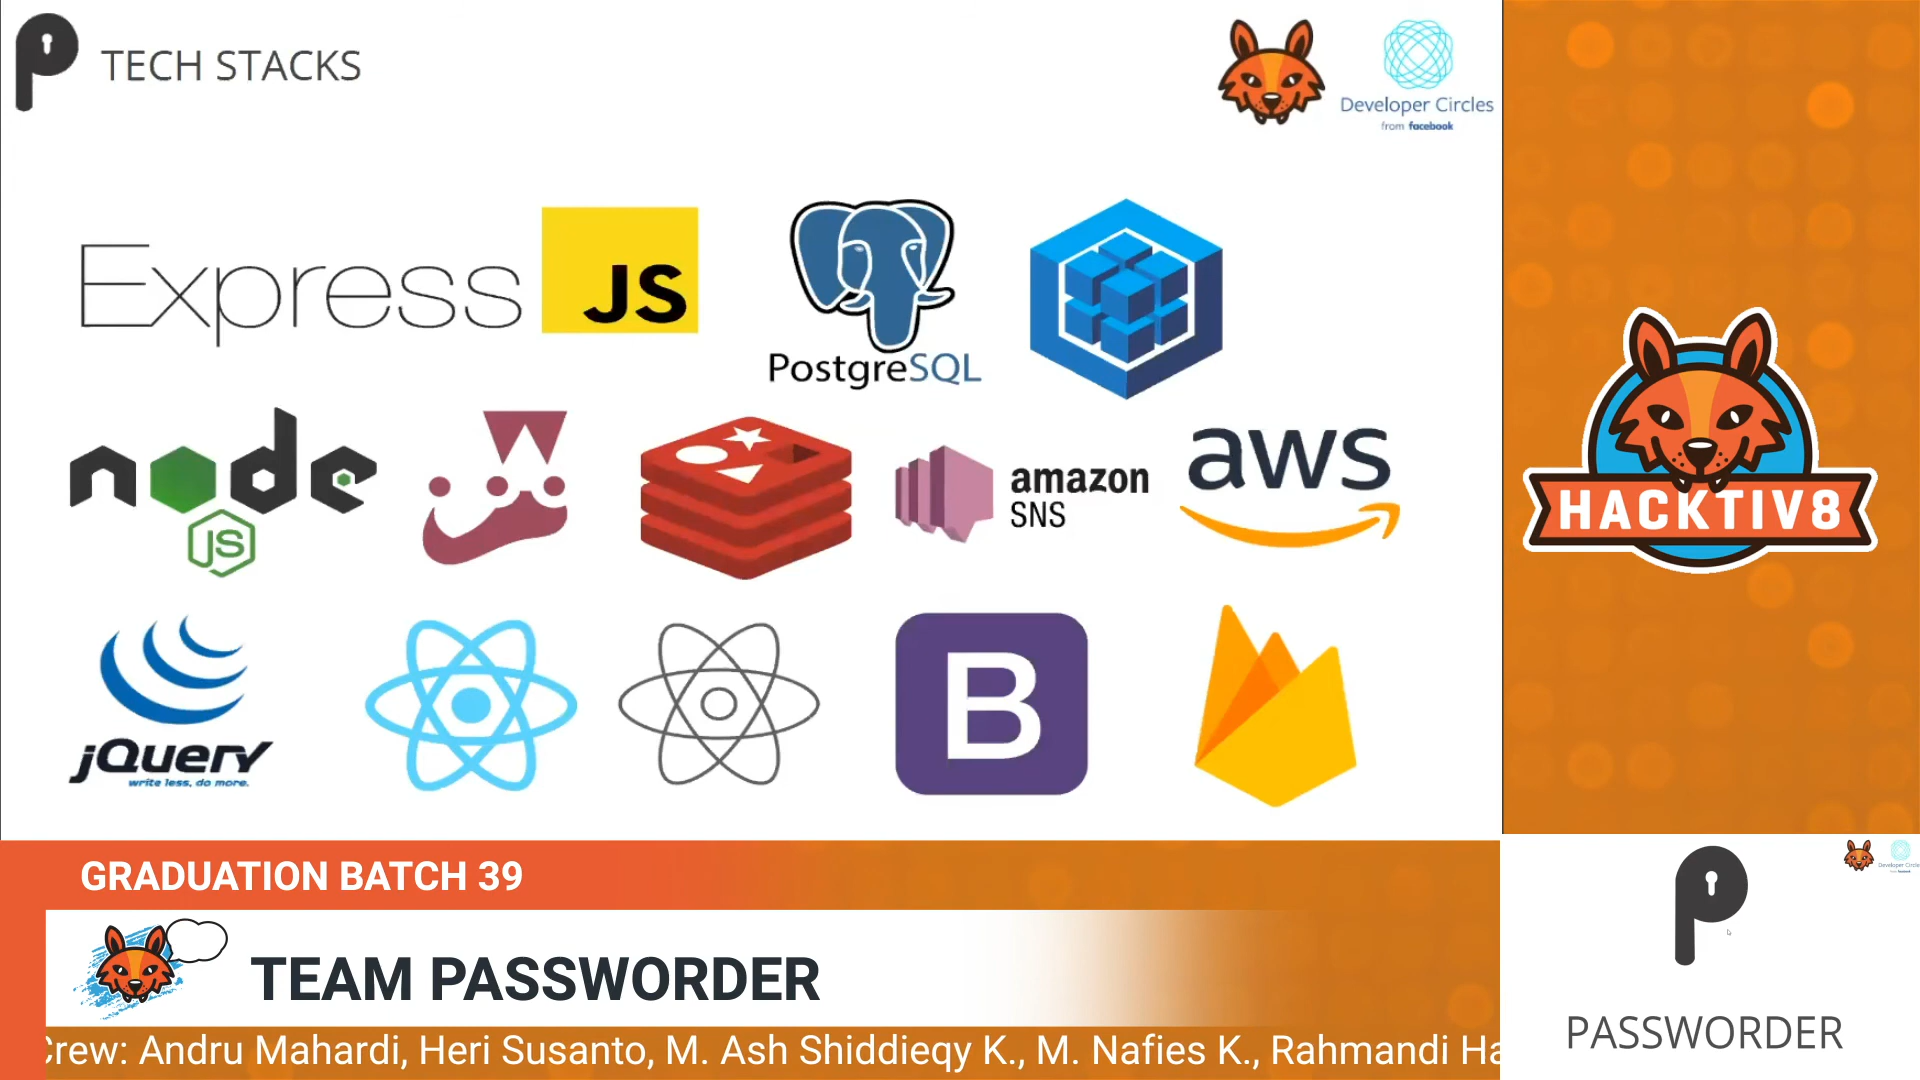 TECH STACKS
Developer Circles
from facebook
Express
JS
PostgreSQL
node
JS
amazon
SNS
aws
jQuery
write less, do more.
B
HACKTIV8
GRADUATION BATCH 39
TEAM PASSWORDER
Crew: Andru Mahardi, Heri Susanto, M. Ash Shiddieqy K., M. Nafies K., Rahmandi Ha
PASSWORDER